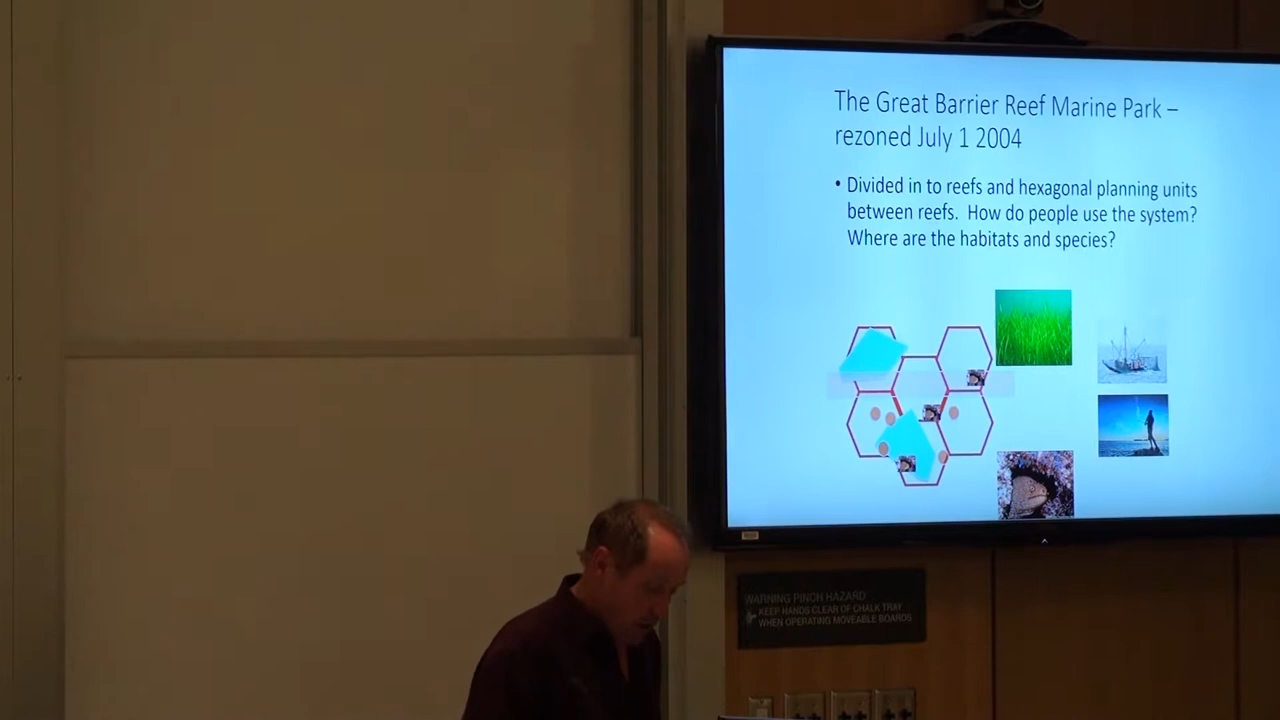 The Great Barrier Reef Marine Park –
rezoned July 1 2004
• Divided in to reefs and hexagonal planning units
between reefs. How do people use the system?
Where are the habitats and species?
WARNING PINCH HAZARD
KEEP HANDS CLEAR OF CHALK TRAY
WHEN OPERATING MOVEABLE BOARDS